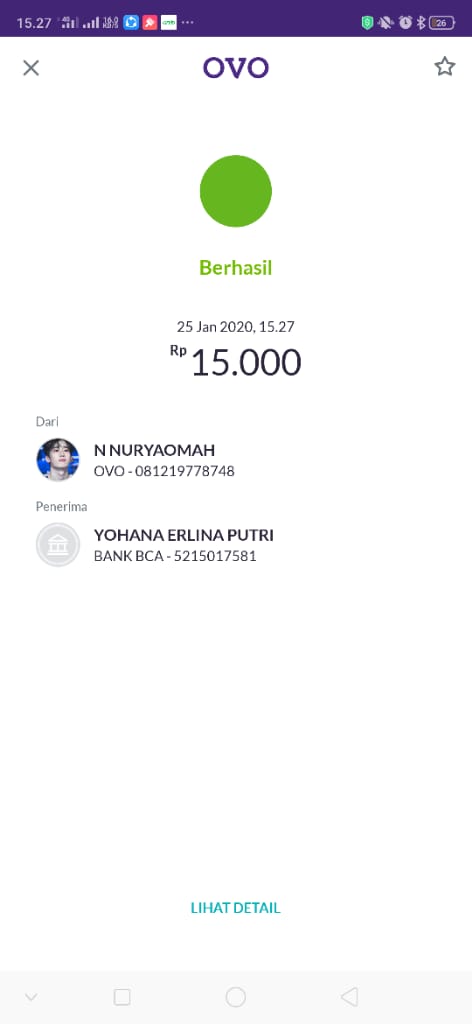 15.27
26
OVO
Berhasil
25 Jan 2020, 15.27
Rp 15.000
Dari
N NURYAOMAH
OVO - 081219778748
Penerima
YOHANA ERLINA PUTRI
BANK BCA - 5215017581
LIHAT DETAIL